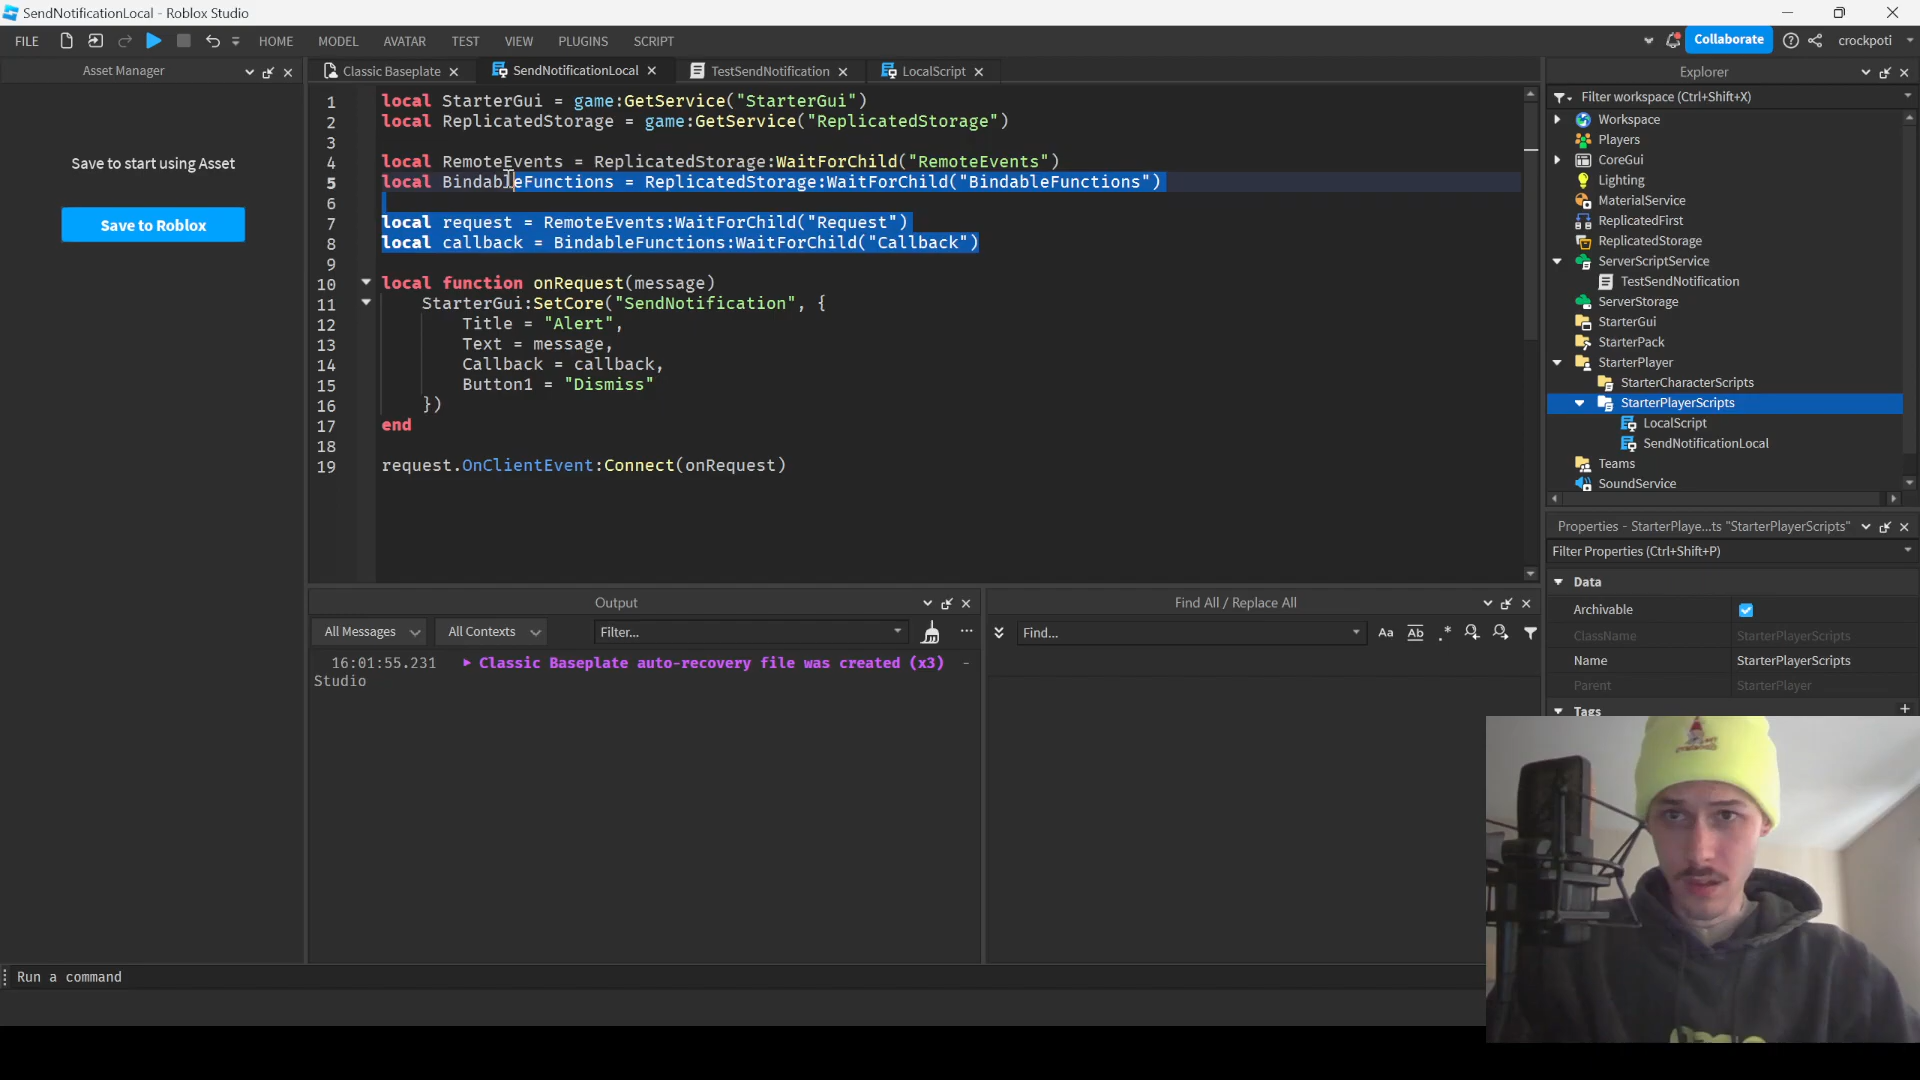 SendNotificationLocal - Roblox Studio
FILE HOME MODEL AVATAR TEST VIEW PLUGINS SCRIPT Collaborate crockpoti
Asset Manager
Save to start using Asset
Save to Roblox
Classic Baseplate SendNotificationLocal TestSendNotification LocalScript
1 local StarterGui = game:GetService("StarterGui")
2 local ReplicatedStorage = game:GetService("ReplicatedStorage")
3
4 local RemoteEvents = ReplicatedStorage:WaitForChild("RemoteEvents")
5 local BindableFunctions = ReplicatedStorage:WaitForChild("BindableFunctions")
6
7 local request = RemoteEvents:WaitForChild("Request")
8 local callback = BindableFunctions:WaitForChild("Callback")
9
10 local function onRequest(message)
11 StarterGui:SetCore("SendNotification", {
12 Title = "Alert",
13 Text = message,
14 Callback = callback,
15 Button1 = "Dismiss"
16 })
17 end
18
19 request.OnClientEvent:Connect(onRequest)
Output
All Messages All Contexts Filter...
16:01:55.231 Classic Baseplate auto-recovery file was created (x3) -
Studio
Find All / Replace All
Find... Aa Ab .*
Explorer
Filter workspace (Ctrl+Shift+X)
Workspace
Players
CoreGui
Lighting
MaterialService
ReplicatedFirst
ReplicatedStorage
ServerScriptService
TestSendNotification
ServerStorage
StarterGui
StarterPack
StarterPlayer
StarterCharacterScripts
StarterPlayerScripts
LocalScript
SendNotificationLocal
Teams
SoundService
Properties - StarterPlaye...ts "StarterPlayerScripts"
Filter Properties (Ctrl+Shift+P)
Data
Archivable
ClassName StarterPlayerScripts
Name StarterPlayerScripts
Parent StarterPlayer
Tags
Run a command